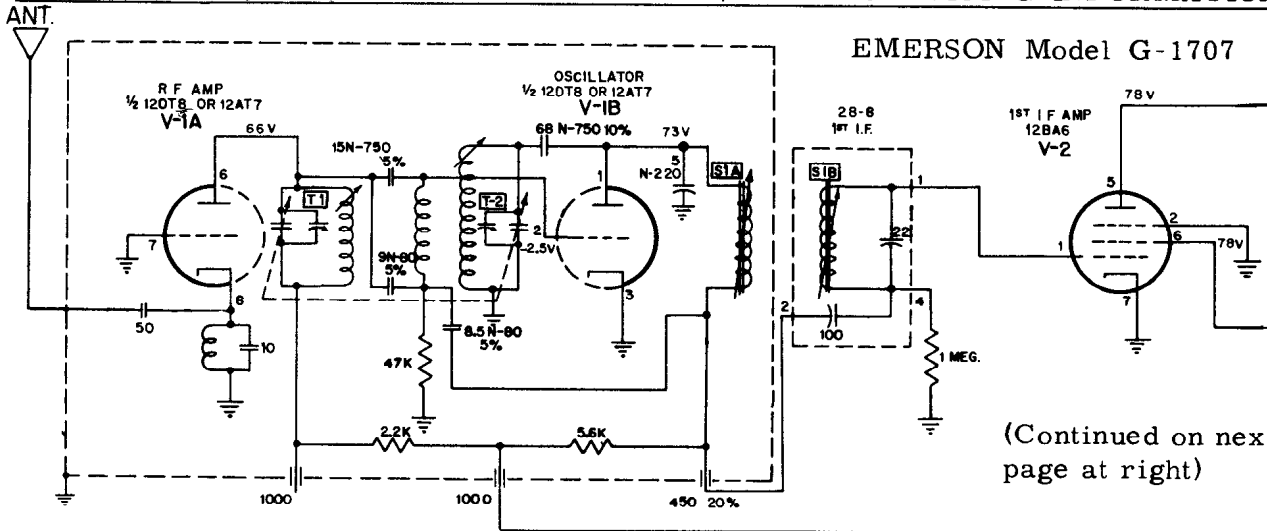 ANT.
EMERSON Model G-1707
R F AMP
½ 12DT8 OR 12AT7
V-1A
OSCILLATOR
½ 12DT8 OR 12AT7
V-1B
28-8
1ST I.F.
1ST I F AMP
12BA6
V-2
78V
66V
68 N-750 10%
73V
15N-750
5%
5
N-220
S1A
S1B
6
1
1
5
T1
T-2
2
-2.5V
22
2
6
78V
7
9N-80
5%
1
3
7
6
50
10
8.5N-80
5%
2
100
4
47K
1 MEG.
2.2K
5.6K
1000
1000
450 20%
(Continued on nex
page at right)